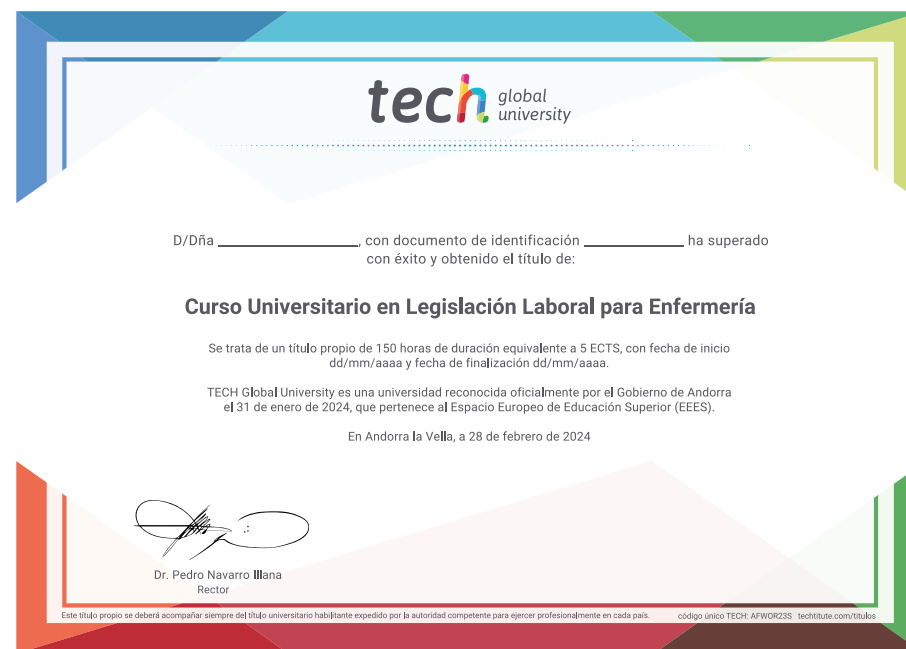 tech global
university
D/Dña ______________, con documento de identificación ______________ ha superado
con éxito y obtenido el título de:
Curso Universitario en Legislación Laboral para Enfermería
Se trata de un título propio de 150 horas de duración equivalente a 5 ECTS, con fecha de inicio
dd/mm/aaaa y fecha de finalización dd/mm/aaaa.
TECH Global University es una universidad reconocida oficialmente por el Gobierno de Andorra
el 31 de enero de 2024, que pertenece al Espacio Europeo de Educación Superior (EEES).
En Andorra la Vella, a 28 de febrero de 2024
Dr. Pedro Navarro Illana
Rector
Este título propio se deberá acompañar siempre del título universitario habilitante expedido por la autoridad competente para ejercer profesionalmente en cada país. código único TECH: AFWOR23S techtitute.com/titulos